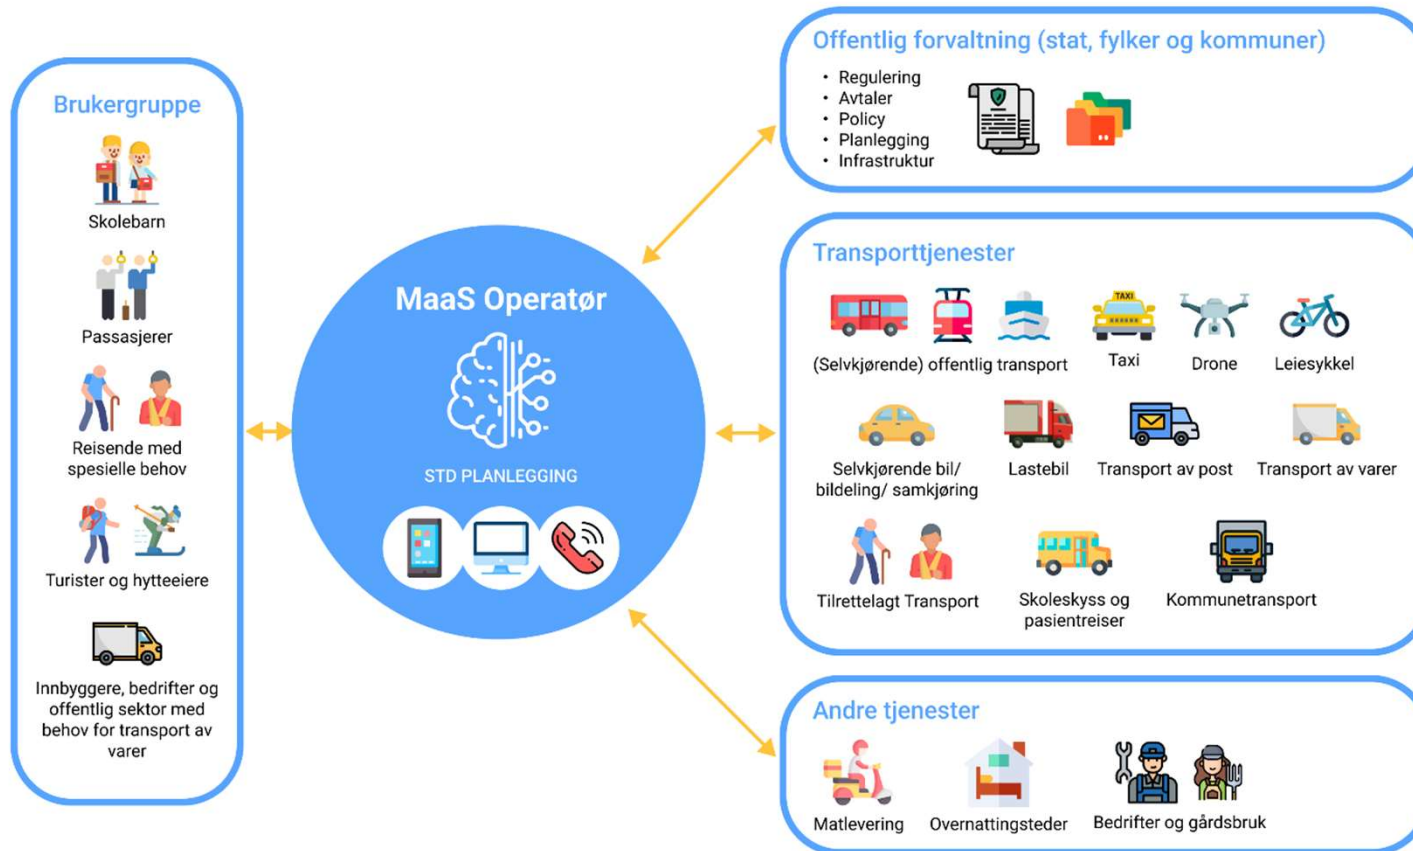 Brukergruppe
Skolebarn
Passasjerer
Reisende med
spesielle behov
Turister og hytteeiere
Innbyggere, bedrifter og
offentlig sektor med
behov for transport av
varer
MaaS Operatør
STD PLANLEGGING
Offentlig forvaltning (stat, fylker og kommuner)
• Regulering
• Avtaler
• Policy
• Planlegging
• Infrastruktur
Transporttjenester
(Selvkjørende) offentlig transport
TAXI
Taxi
Drone
Leiesykkel
Selvkjørende bil/
bildeling/ samkjøring
Lastebil
Transport av post
Transport av varer
Tilrettelagt Transport
Skoleskyss og
pasientreiser
Kommunetransport
Andre tjenester
Matlevering
Overnattingsteder
Bedrifter og gårdsbruk